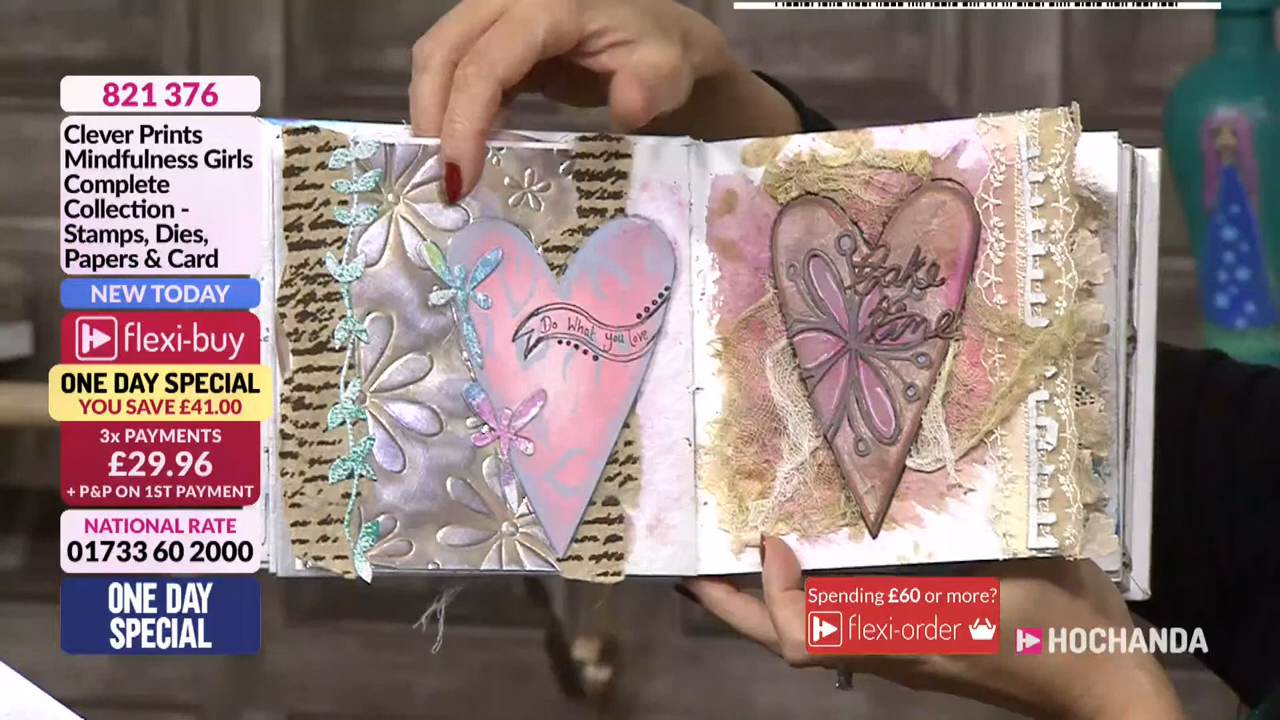 821 376
Clever Prints
Mindfulness Girls
Complete
Collection -
Stamps, Dies,
Papers & Card
NEW TODAY
flexi-buy
ONE DAY SPECIAL
YOU SAVE £41.00
3x PAYMENTS
£29.96
+ P&P ON 1ST PAYMENT
NATIONAL RATE
01733 60 2000
ONE DAY
SPECIAL
Do What you love
take
time
Spending £60 or more?
flexi-order
HOCHANDA